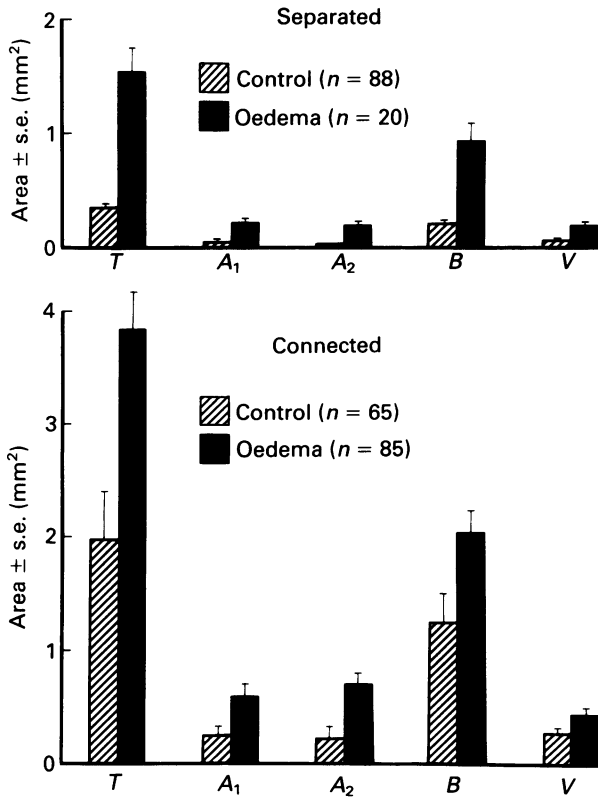 Separated
Area ± s.e. (mm²)
2
1
0
Control (n = 88)
Oedema (n = 20)
T A₁ A₂ B V
Connected
Area ± s.e. (mm²)
4
3
2
1
0
Control (n = 65)
Oedema (n = 85)
T A₁ A₂ B V